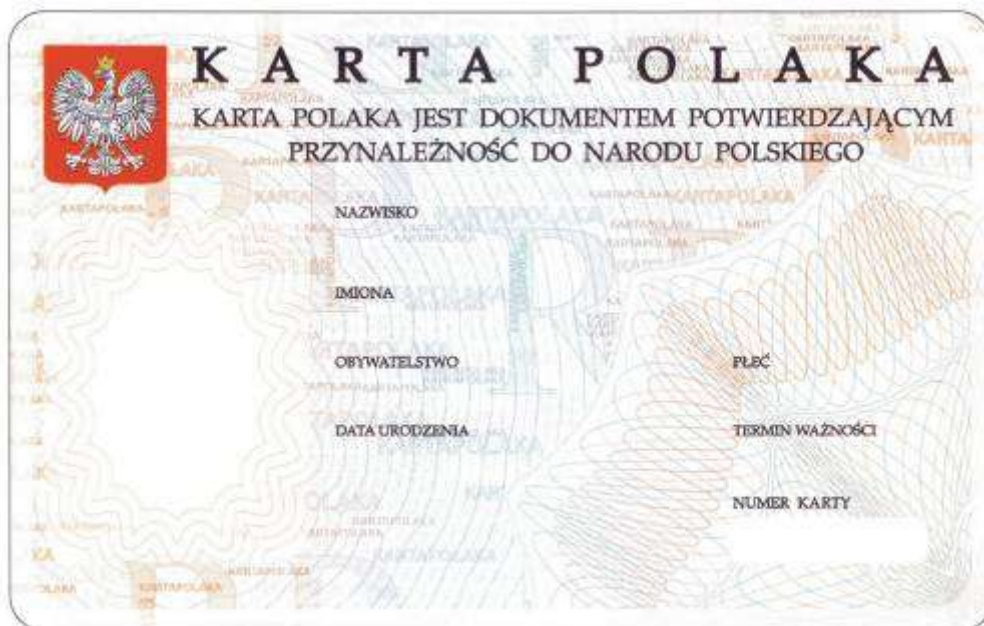 KARTA POLAKA
KARTA POLAKA JEST DOKUMENTEM POTWIERDZAJĄCYM
PRZYNALEŻNOŚĆ DO NARODU POLSKIEGO
NAZWISKO
IMIONA
OBYWATELSTWO
PŁEĆ
DATA URODZENIA
TERMIN WAŻNOŚCI
NUMER KARTY